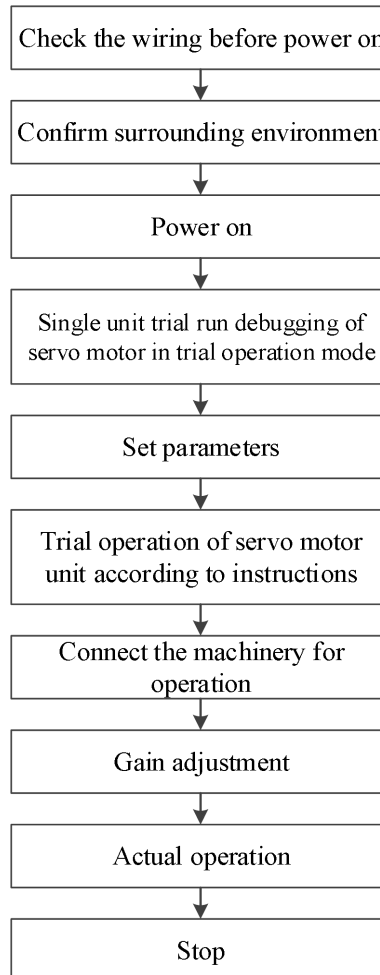 Check the wiring before power on
Confirm surrounding environment
Power on
Single unit trial run debugging of
servo motor in trial operation mode
Set parameters
Trial operation of servo motor
unit according to instructions
Connect the machinery for
operation
Gain adjustment
Actual operation
Stop